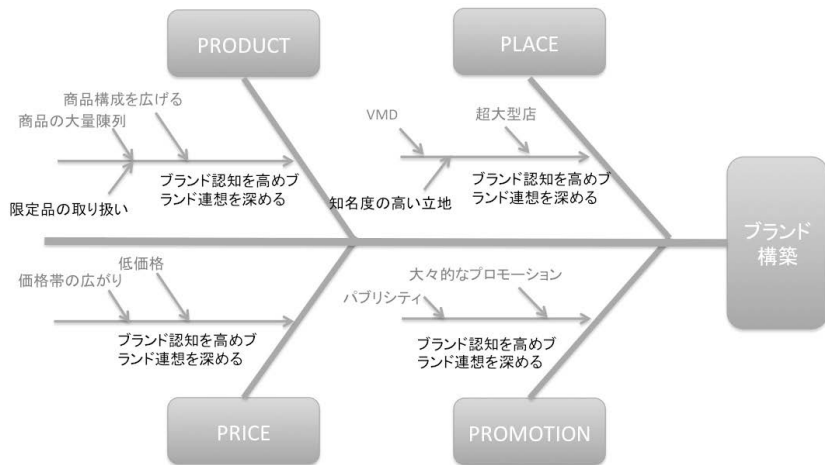 PRODUCT
PLACE
商品構成を広げる
商品の大量陳列
VMD
超大型店
限定品の取り扱い
ブランド認知を高めブ
ランド連想を深める
知名度の高い立地
ブランド認知を高めブ
ランド連想を深める
ブランド
構築
低価格
価格帯の広がり
大々的なプロモーション
パブリシティ
ブランド認知を高めブ
ランド連想を深める
ブランド認知を高めブ
ランド連想を深める
PRICE
PROMOTION